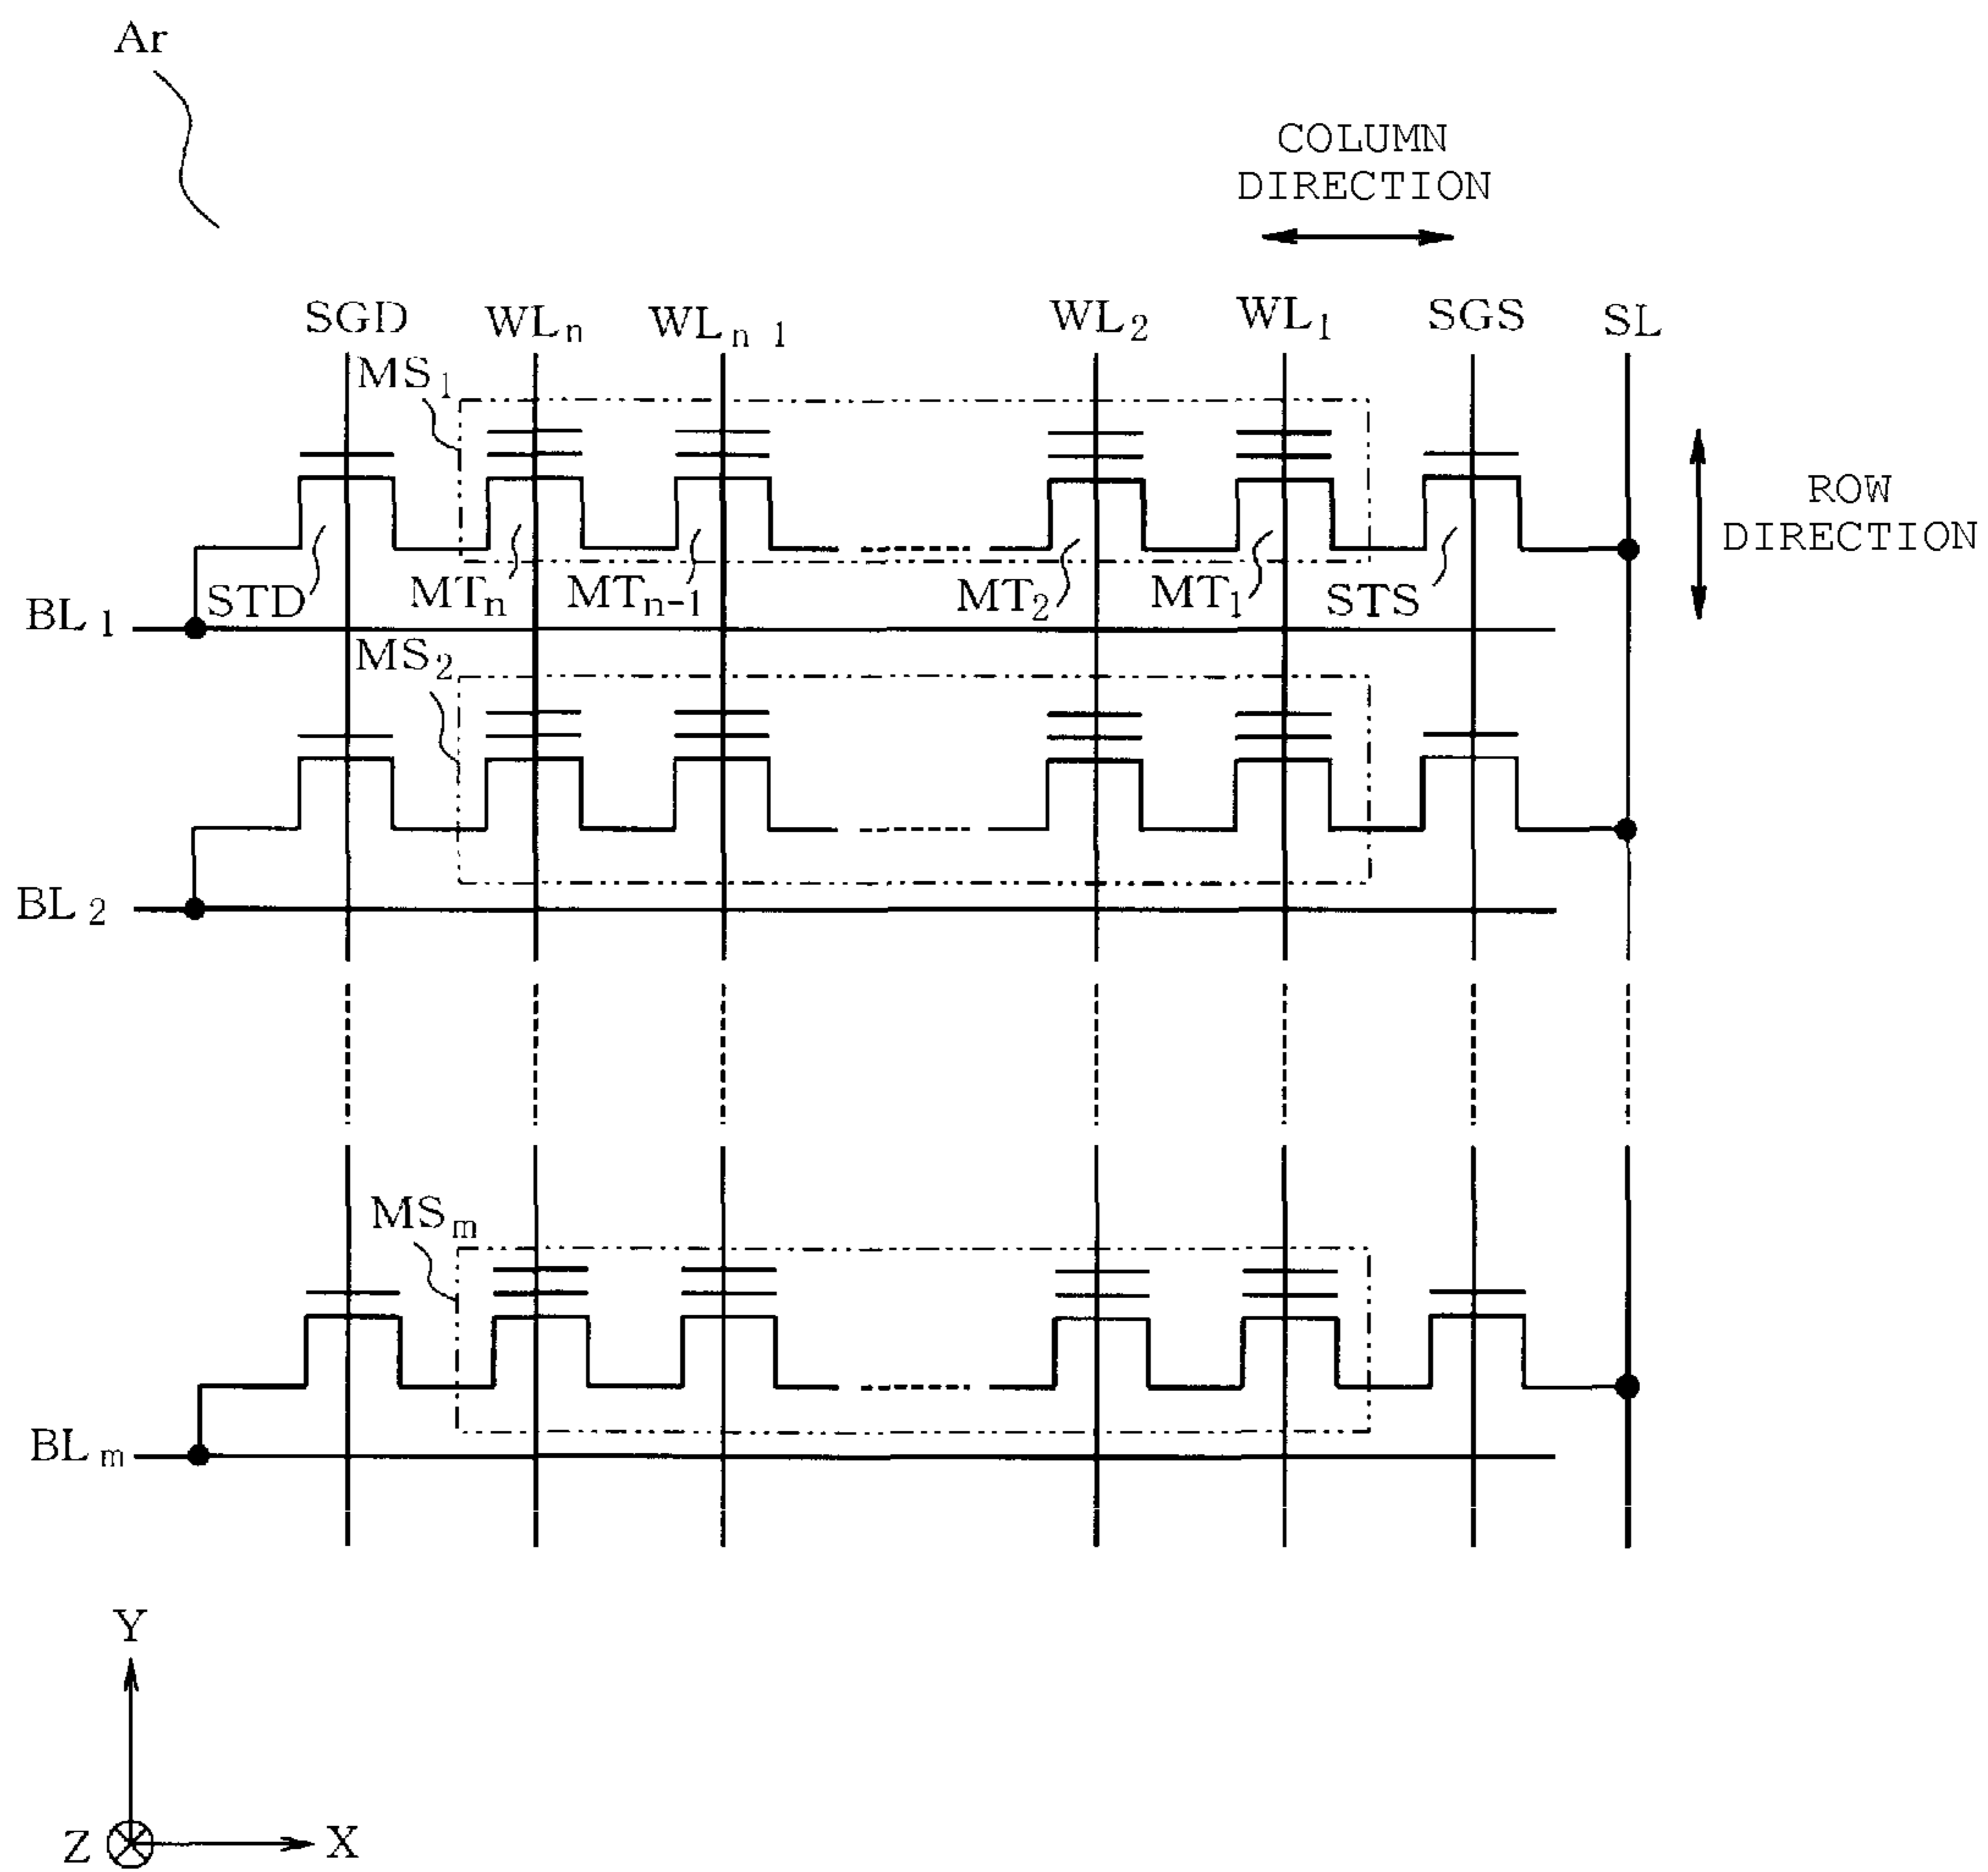 Ar
COLUMN
DIRECTION
SGD WLn WLn 1 WL2 WL1 SGS SL
MS1
ROW
DIRECTION
STD MTn MTn-1 MT2 MT1 STS
BL1
MS2
BL2
MSm
BLm
Y
Z X